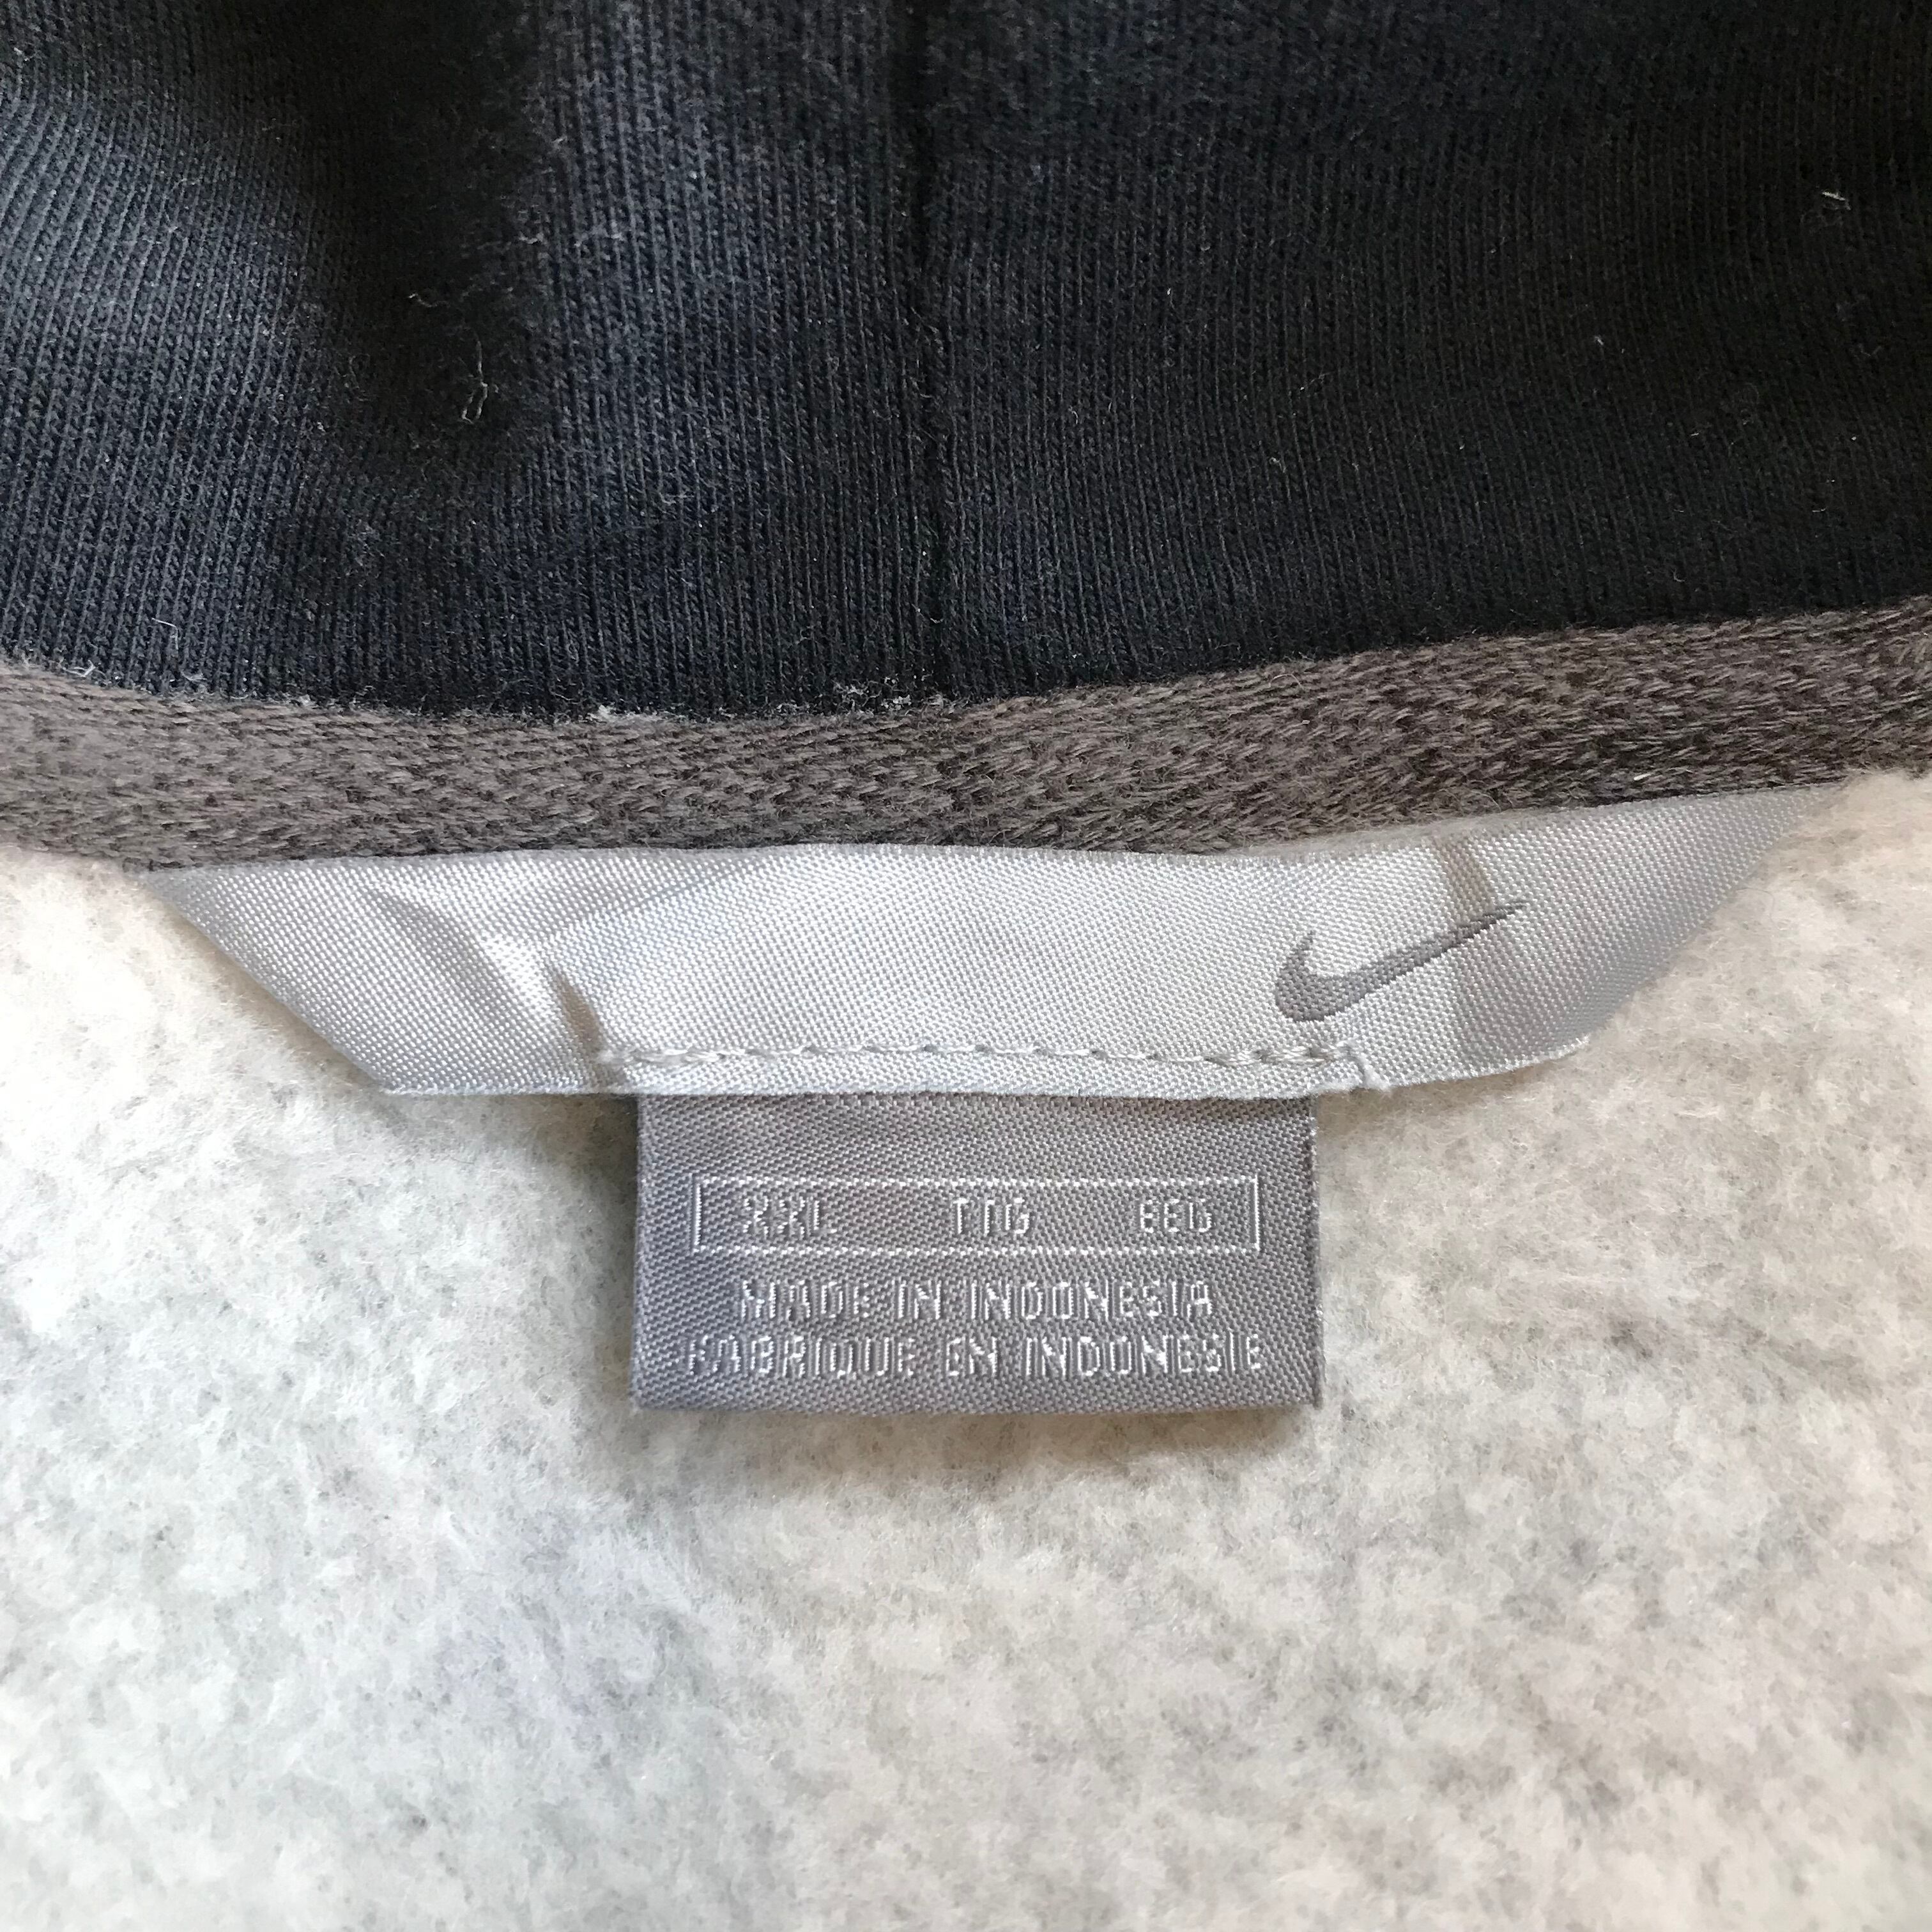 XXL TTG EEG
MADE IN INDONESIA
FABRIQUE EN INDONESIE